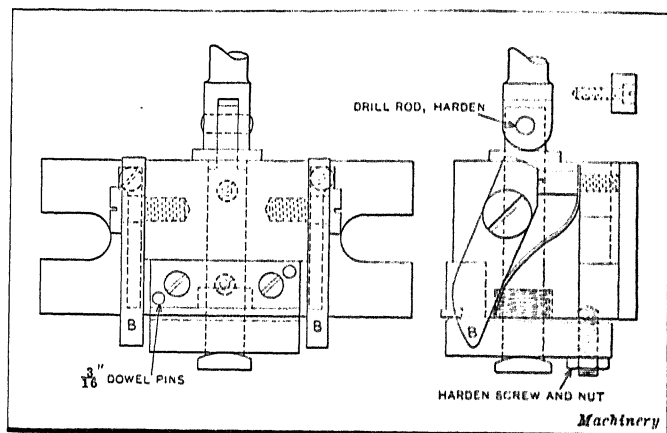 DRILL ROD, HARDEN
B
B
B
3/16" DOWEL PINS
HARDEN SCREW AND NUT
Machinery